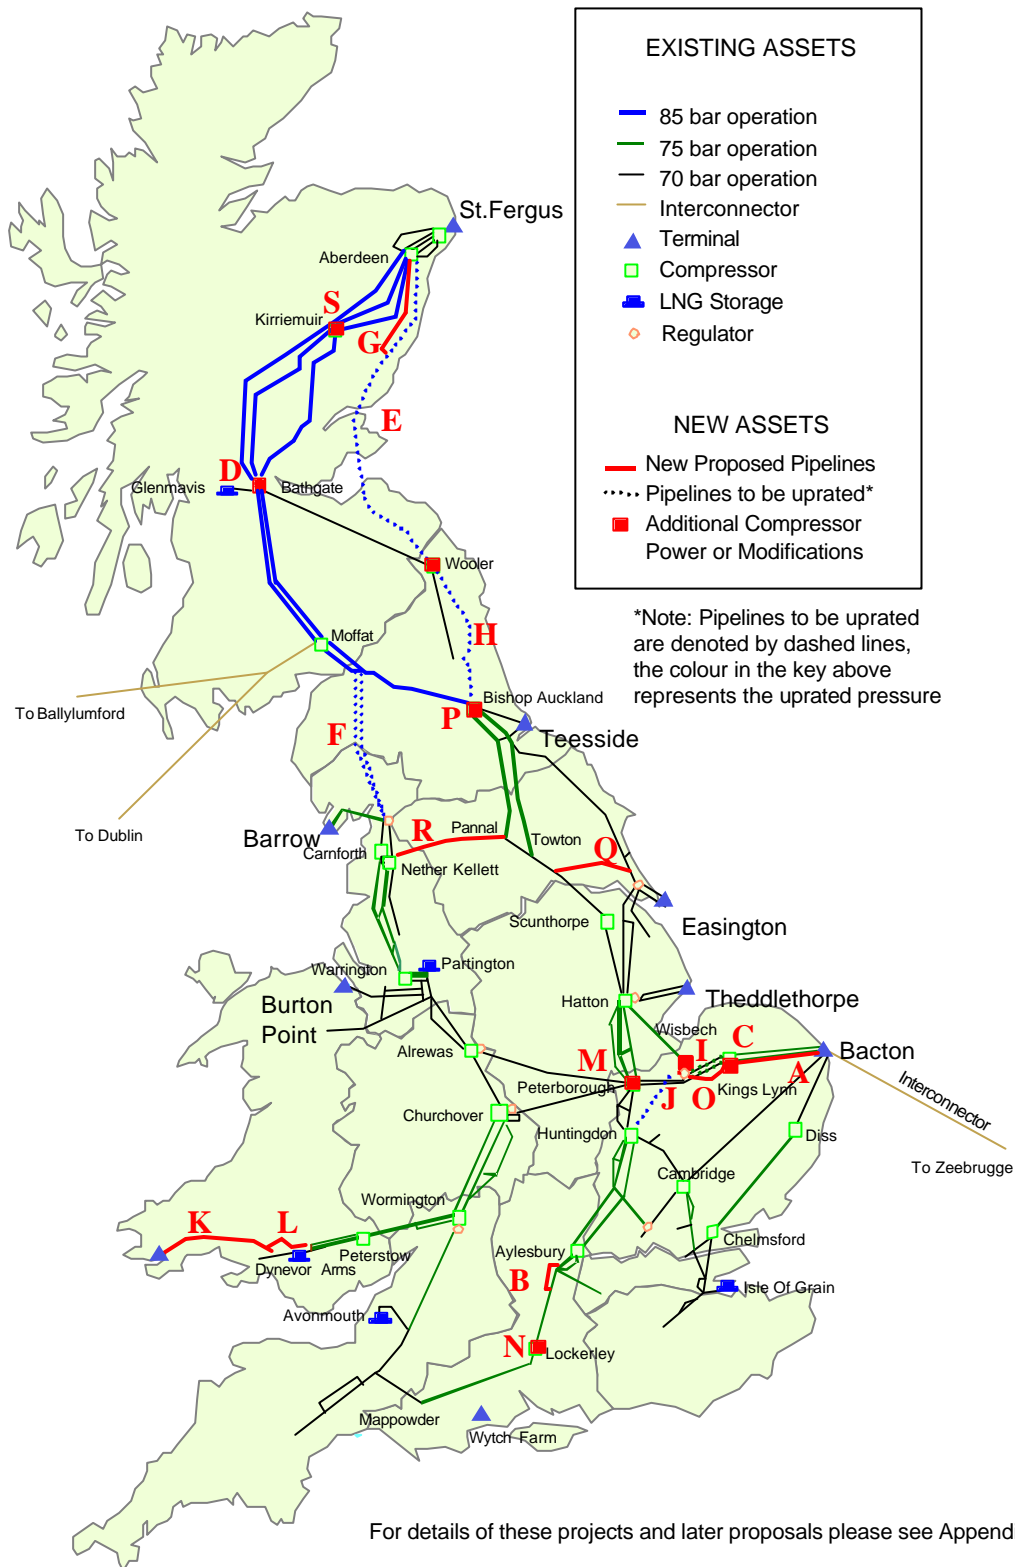 EXISTING ASSETS
85 bar operation
75 bar operation
70 bar operation
Interconnector
Terminal
Compressor
LNG Storage
Regulator
NEW ASSETS
New Proposed Pipelines
Pipelines to be uprated*
Additional Compressor
Power or Modifications
*Note: Pipelines to be uprated
are denoted by dashed lines,
the colour in the key above
represents the uprated pressure
St.Fergus
Aberdeen
S
Kirriemuir
G
E
D
Glenmavis
Bathgate
Wooler
H
Moffat
To Ballylumford
Bishop Auckland
P
Teesside
F
To Dublin
Barrow
Carnforth
R
Pannal
Towton
Q
Nether Kellett
Scunthorpe
Easington
Warrington
Partington
Burton
Point
Hatton
Theddlethorpe
Wisbech
I
C
Bacton
Alrewas
M
Peterborough
J
O
Kings Lynn
A
Interconnector
To Zeebrugge
Churchover
Huntingdon
Diss
Cambridge
Wormington
K
L
Peterstow
Dynevor Arms
Aylesbury
Chelmsford
B
Isle Of Grain
Avonmouth
N
Lockerley
Mappowder
Wytch Farm
For details of these projects and later proposals please see Append